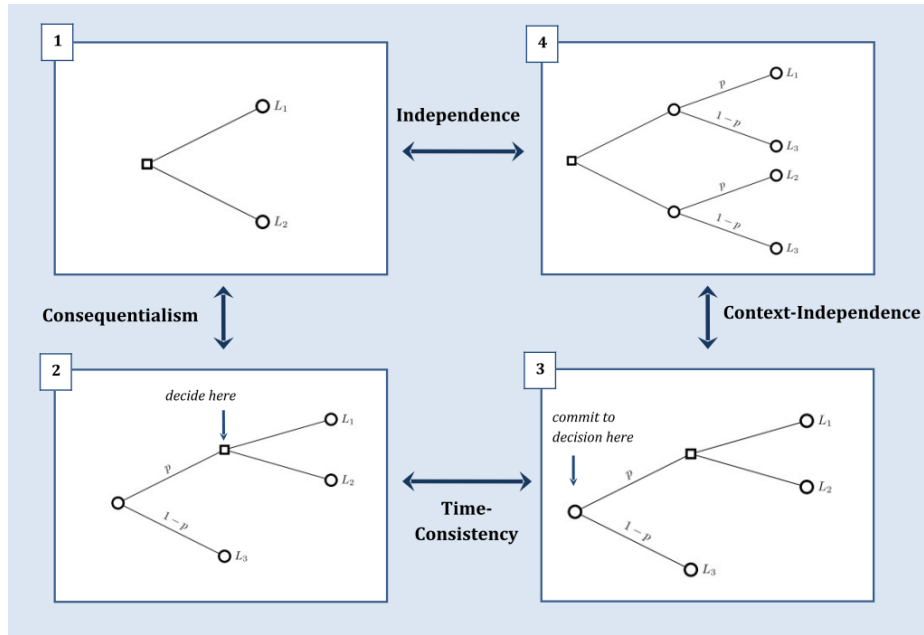 1
L₁
L₂
Independence
4
p
L₁
1 − p
L₃
p
L₂
1 − p
L₃
Consequentialism
Context-Independence
2
decide here
L₁
p
L₂
1 − p
L₃
Time-
Consistency
3
commit to
decision here
L₁
p
L₂
1 − p
L₃